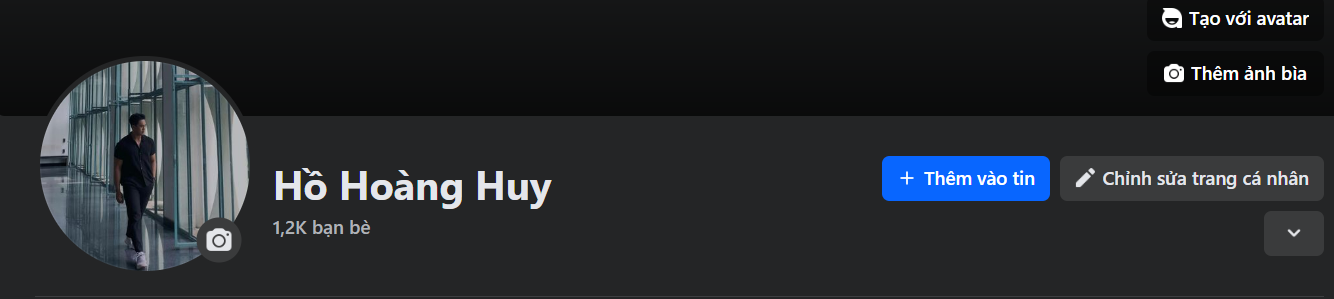 Tạo với avatar
Thêm ảnh bìa
Hồ Hoàng Huy
1,2K bạn bè
Thêm vào tin
Chỉnh sửa trang cá nhân